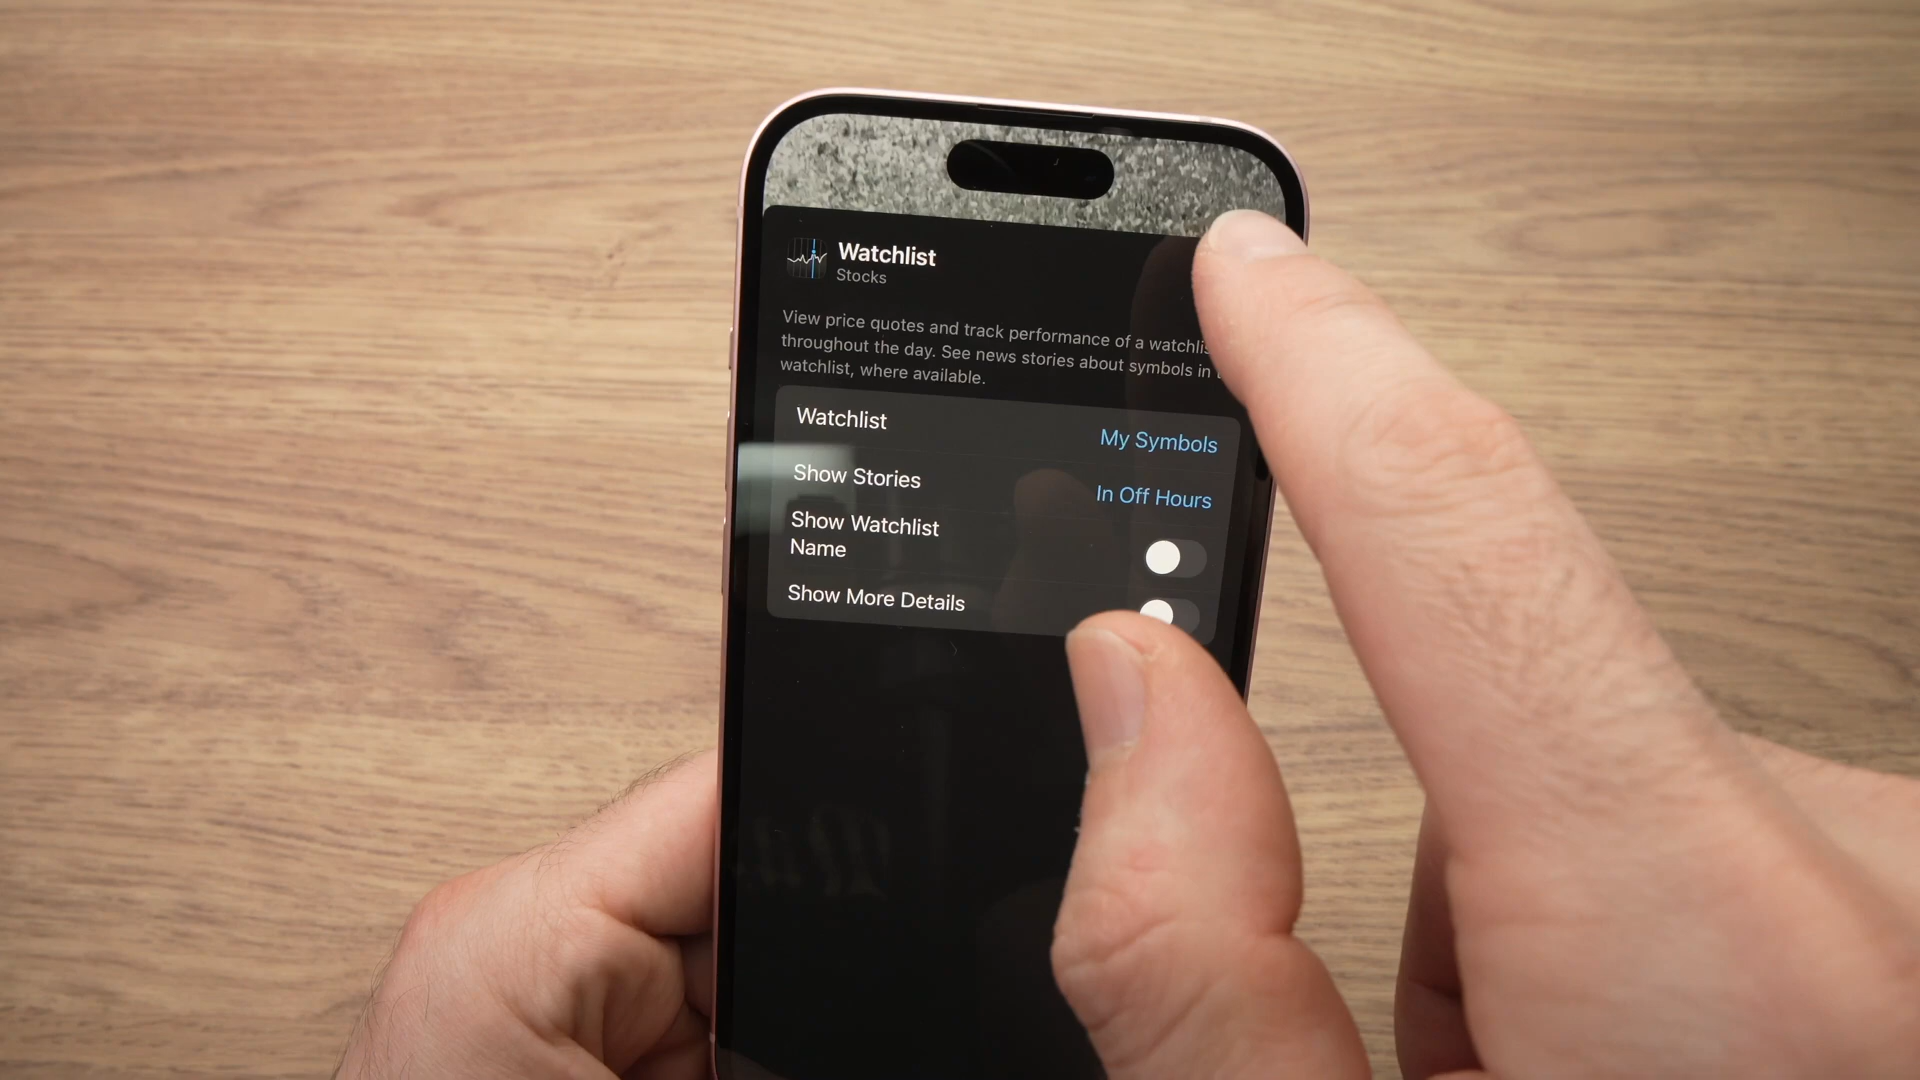 Watchlist
Stocks
View price quotes and track performance of a
throughout the day. See news stories about symbols in
watchlist, where available.
Watchlist
My Symbols
Show Stories
In Off Hours
Show Watchlist
Name
Show More Details